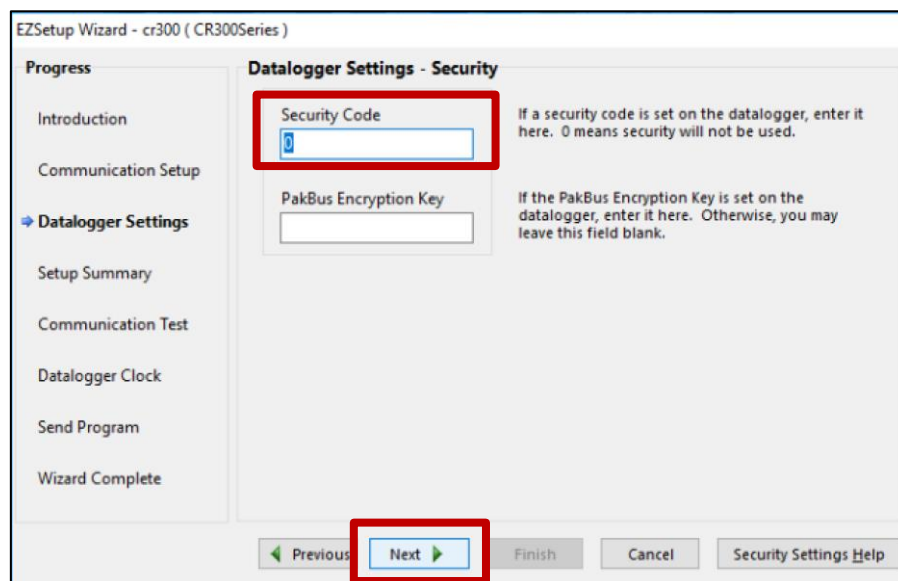 EZSetup Wizard - cr300 ( CR300Series )
Progress
Introduction
Communication Setup
Datalogger Settings
Setup Summary
Communication Test
Datalogger Clock
Send Program
Wizard Complete
Datalogger Settings - Security
Security Code
0
If a security code is set on the datalogger, enter it
here.  0 means security will not be used.
PakBus Encryption Key
If the PakBus Encryption Key is set on the
datalogger, enter it here.  Otherwise, you may
leave this field blank.
Previous
Next
Finish
Cancel
Security Settings Help